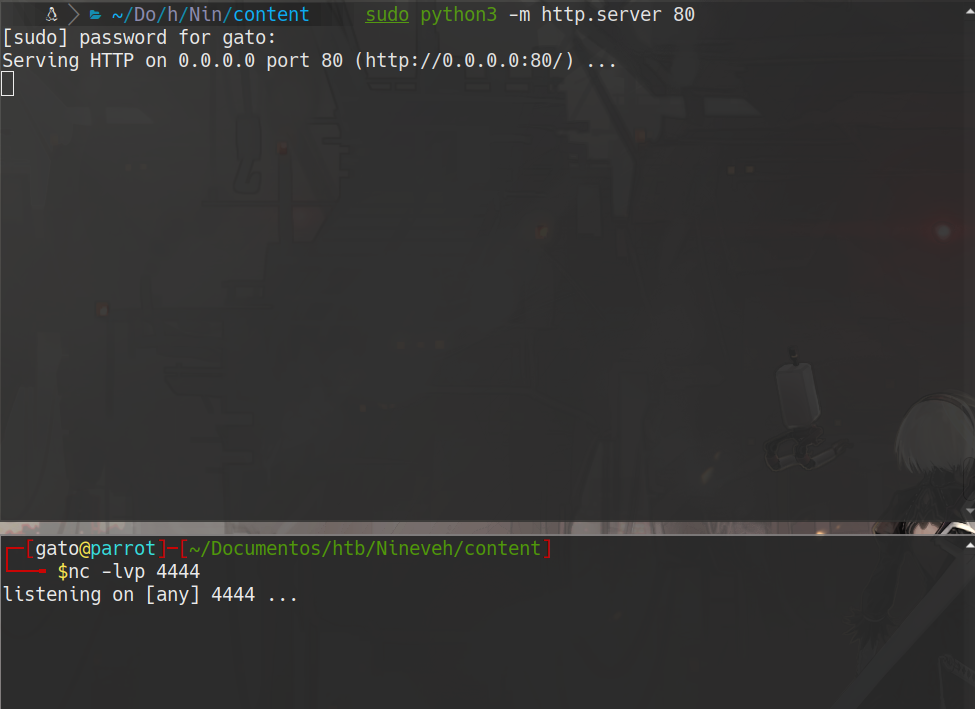 ~/Do/h/Nin/content sudo python3 -m http.server 80
[sudo] password for gato:
Serving HTTP on 0.0.0.0 port 80 (http://0.0.0.0:80/) ...
[gato@parrot]-[~/Documentos/htb/Nineveh/content]
$nc -lvp 4444
listening on [any] 4444 ...